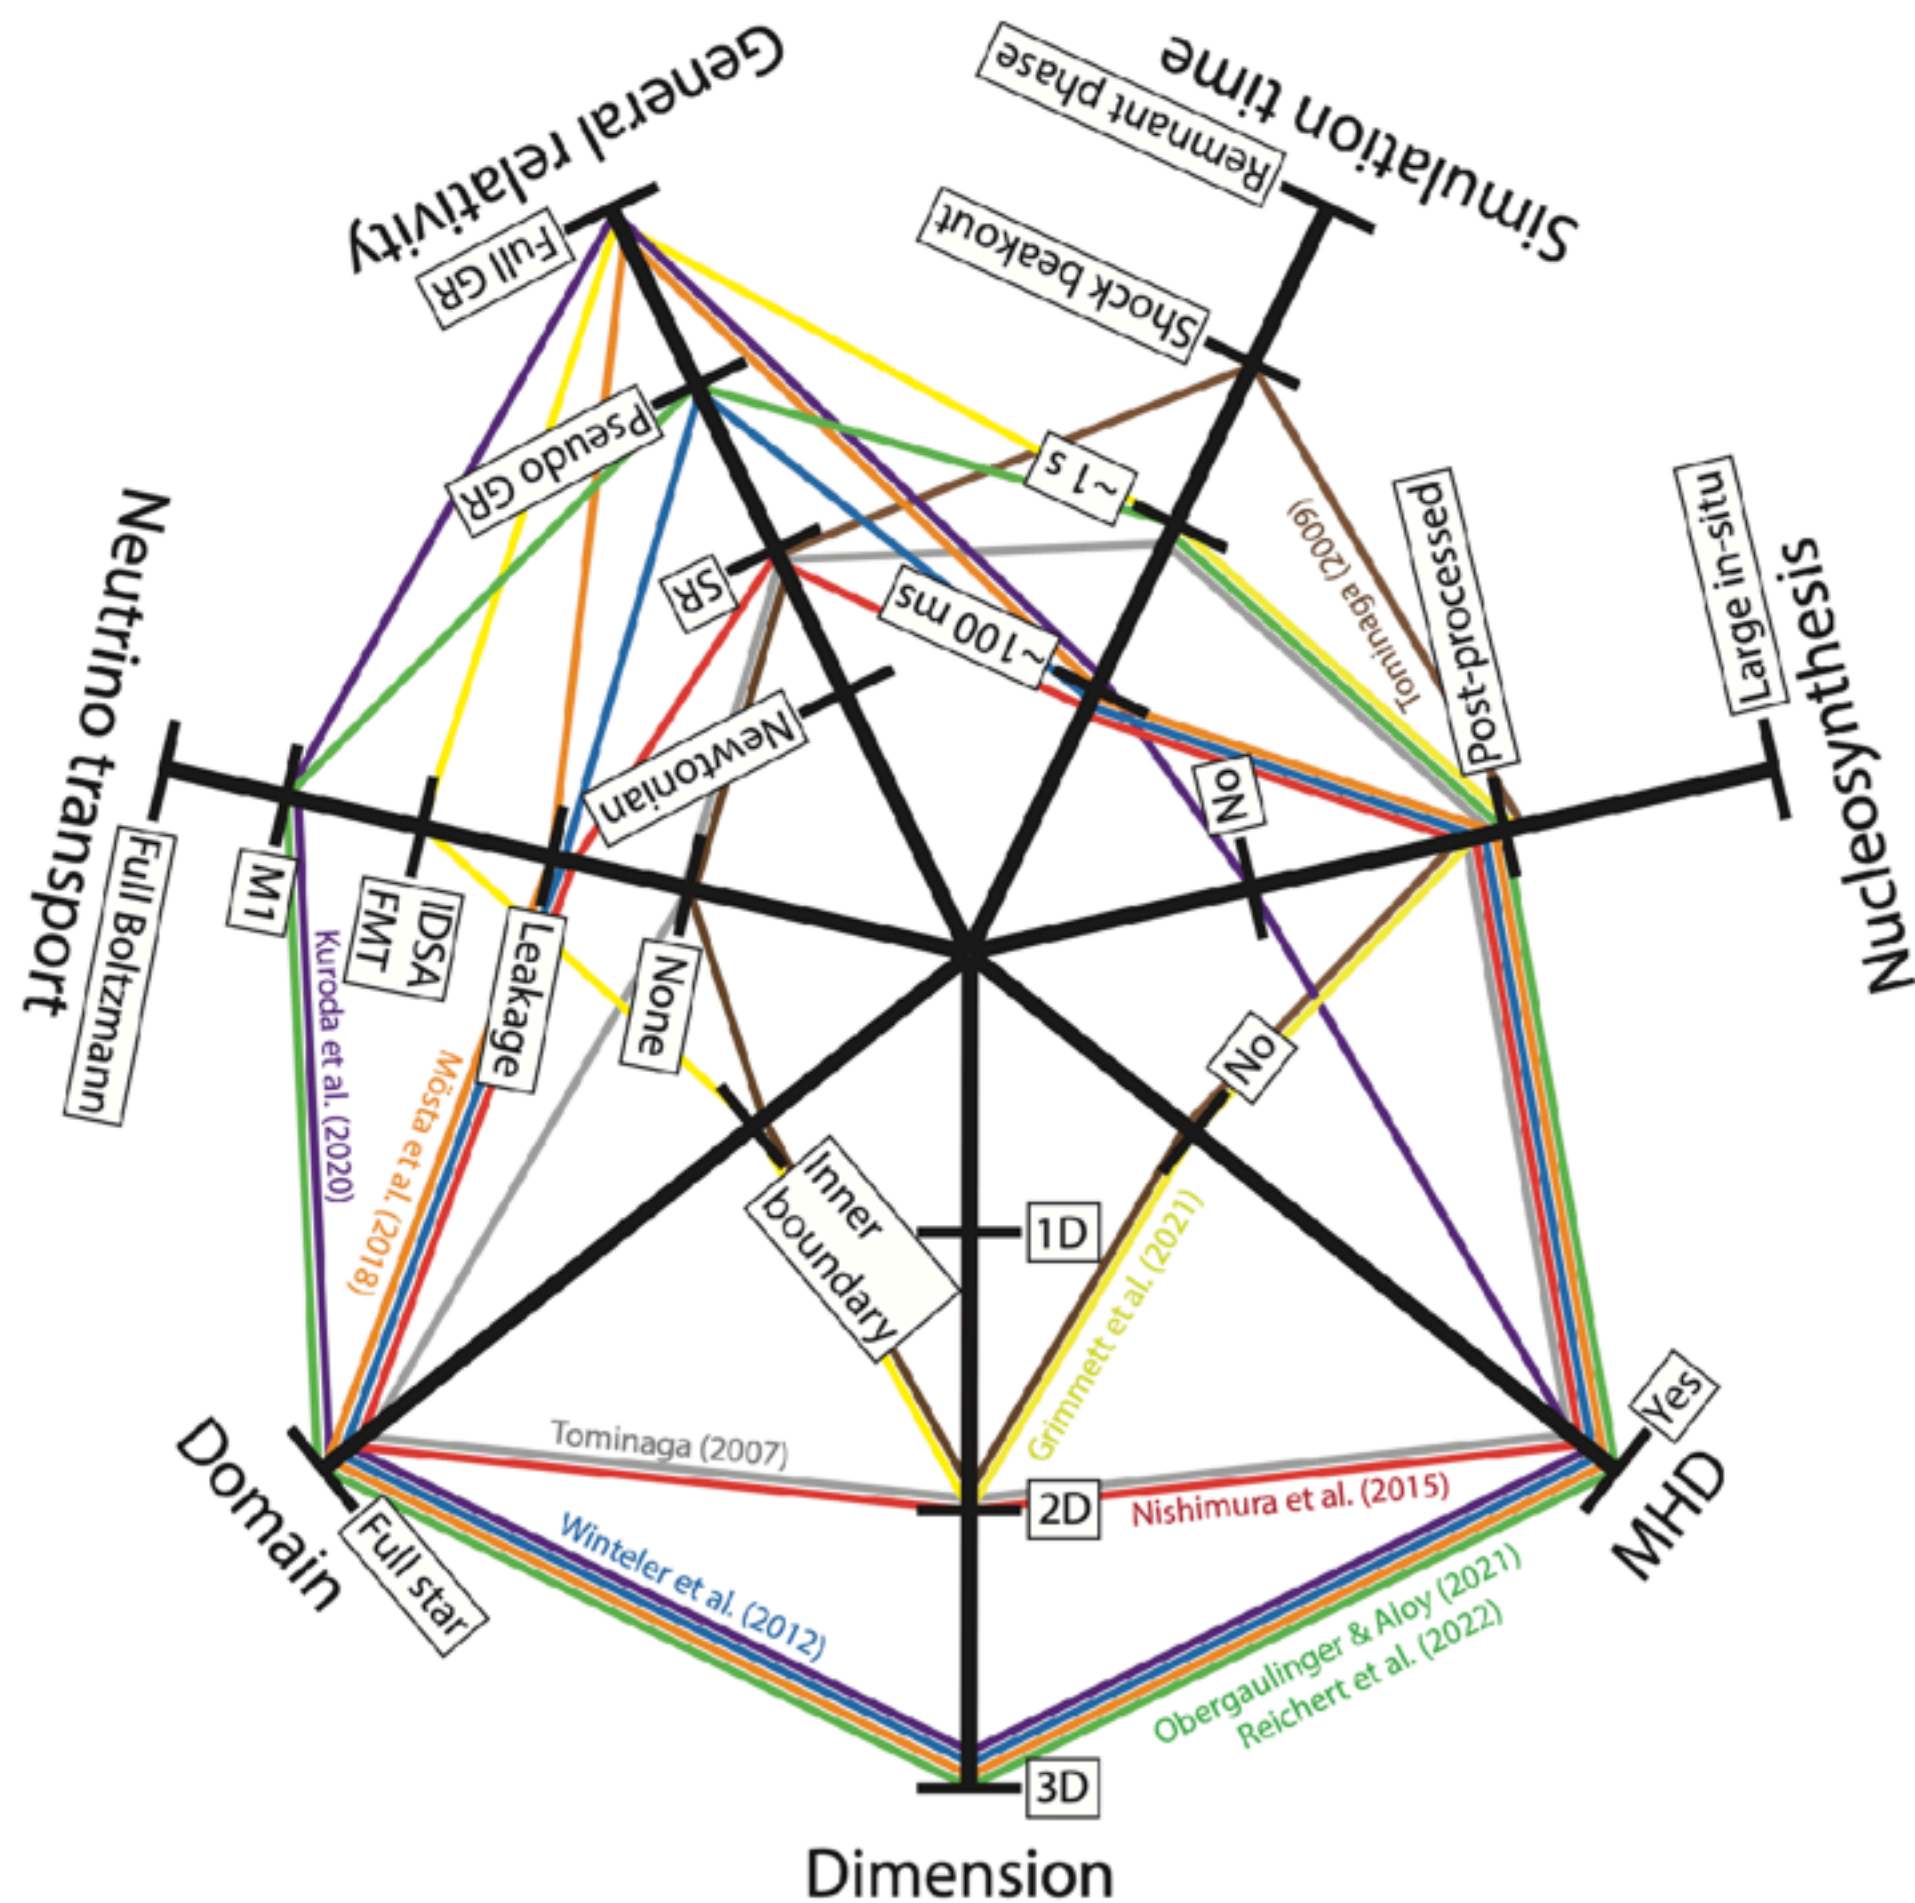 General relativity
Simulation time
Remnant phase
Shock beakout
Full GR
Pseudo GR
~1 s
SR
~100 ms
Newtonian
Tominaga (2009)
Post-processed
Large in-situ
Nucleosynthesis
No
Neutrino transport
Full Boltzmann
M1
IIDSA
FMT
Leakage
None
Kuroda et al. (2020)
Mösta et al. (2018)
No
Inner
boundary
1D
Grimmett et al. (2021)
Yes
MHD
Domain
Full star
Tominaga (2007)
2D
Nishimura et al. (2015)
Winteler et al. (2012)
Obergaulinger & Aloy (2021)
Reichert et al. (2022)
3D
Dimension